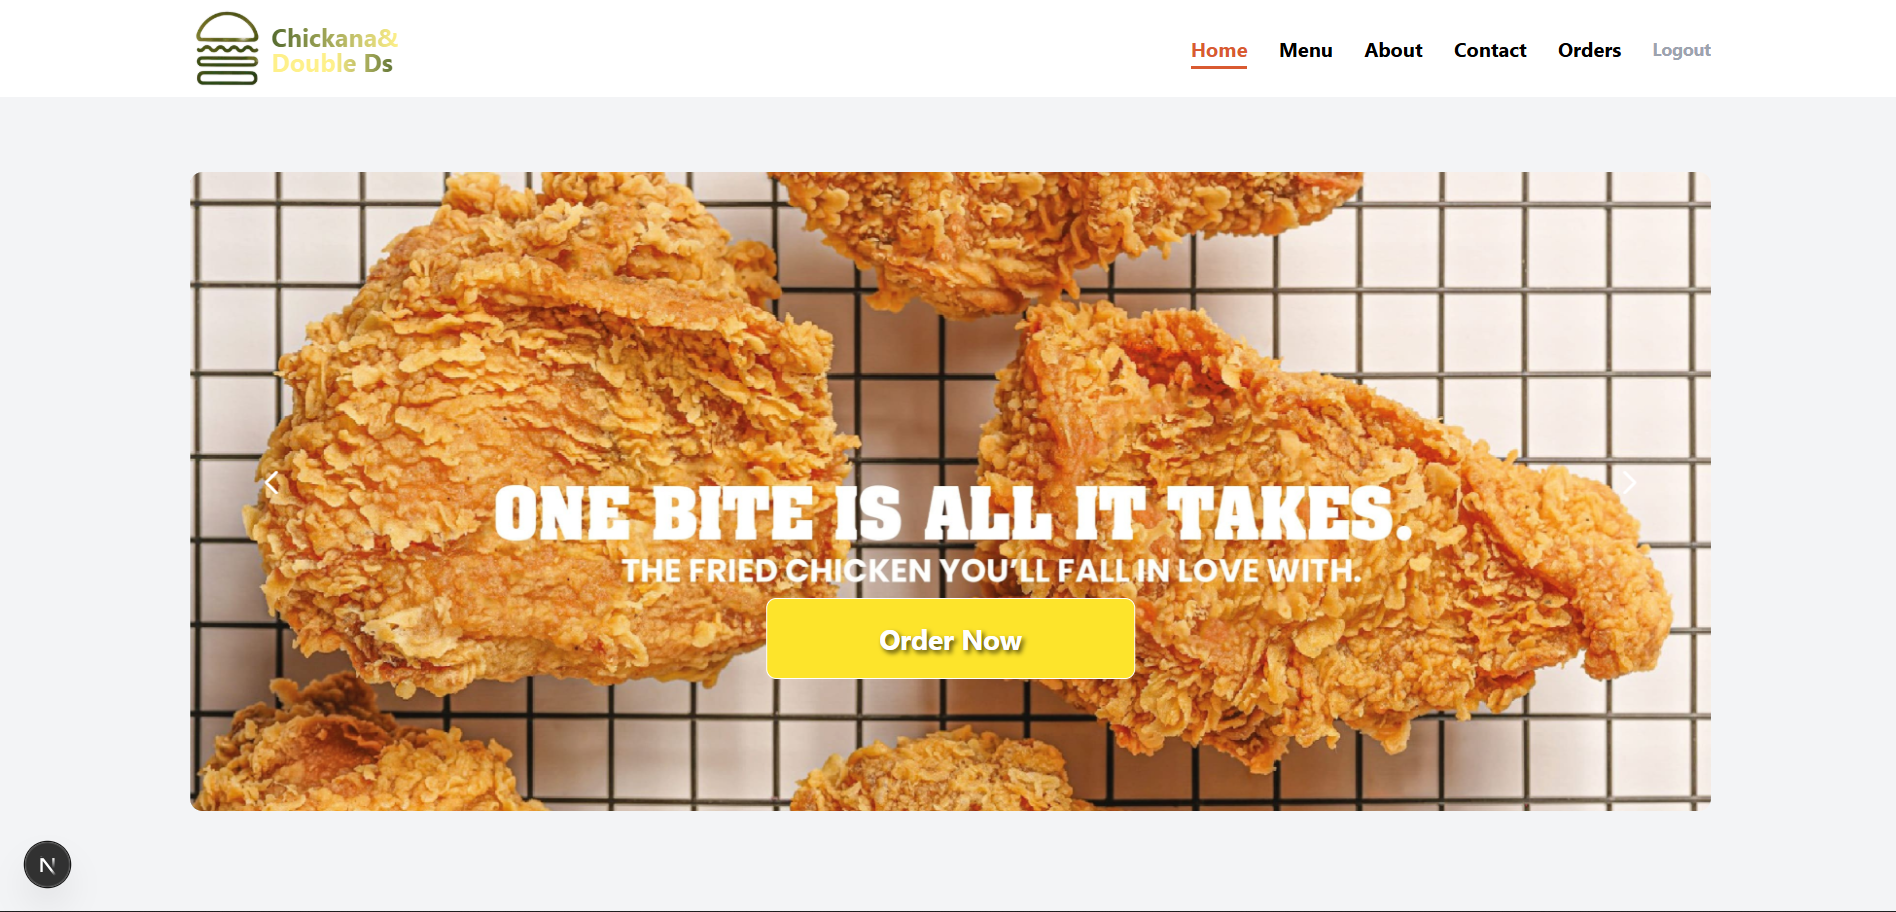 Chickana&
Double Ds
Home Menu About Contact Orders Logout
ONE BITE IS ALL IT TAKES.
THE FRIED CHICKEN YOU'LL FALL IN LOVE WITH.
Order Now
N